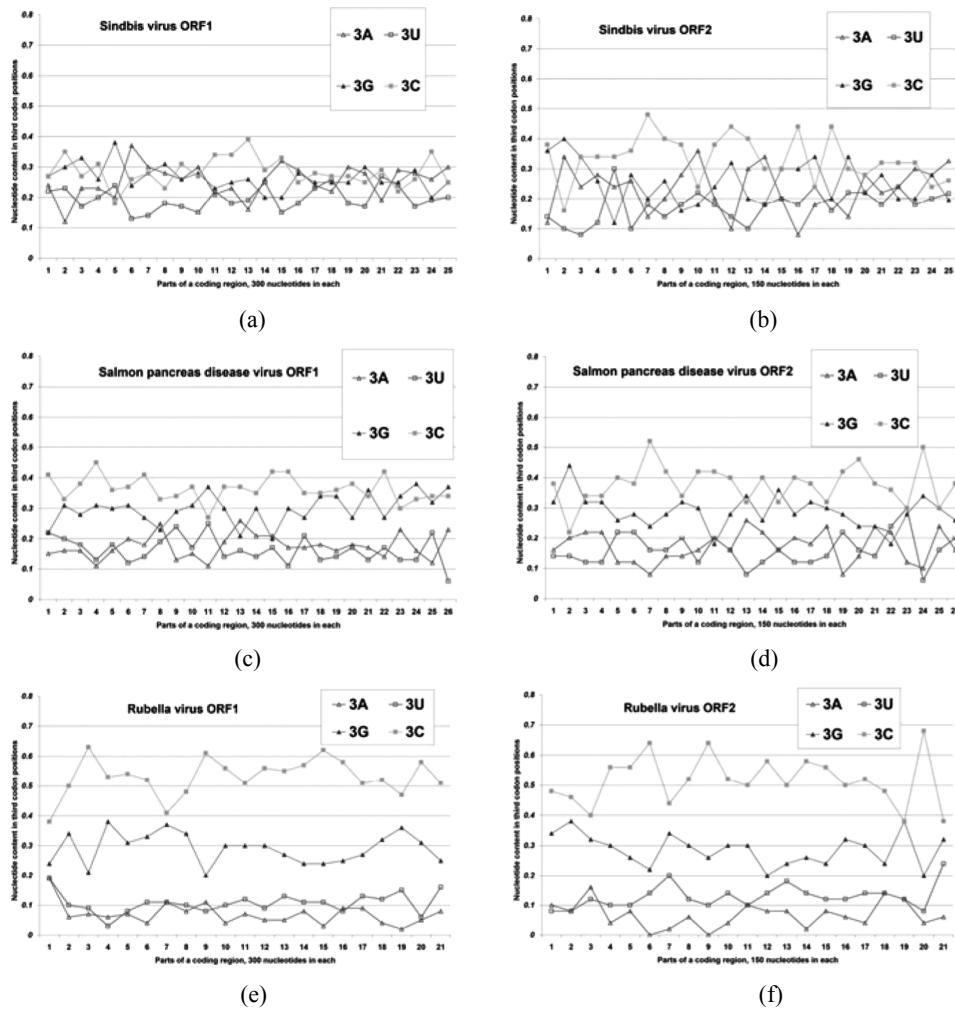 Sindbis virus ORF1
3A 3U
3G 3C
Nucleotide content in third codon positions
0.8
0.7
0.6
0.5
0.4
0.3
0.2
0.1
0
1 2 3 4 5 6 7 8 9 10 11 12 13 14 15 16 17 18 19 20 21 22 23 24 25
Parts of a coding region, 300 nucleotides in each
(a)
Sindbis virus ORF2
3A 3U
3G 3C
Nucleotide content in third codon positions
0.8
0.7
0.6
0.5
0.4
0.3
0.2
0.1
0
1 2 3 4 5 6 7 8 9 10 11 12 13 14 15 16 17 18 19 20 21 22 23 24 25
Parts of a coding region, 150 nucleotides in each
(b)
Salmon pancreas disease virus ORF1
3A 3U
3G 3C
Nucleotide content in third codon positions
0.8
0.7
0.6
0.5
0.4
0.3
0.2
0.1
0
1 2 3 4 5 6 7 8 9 10 11 12 13 14 15 16 17 18 19 20 21 22 23 24 25 26
Parts of a coding region, 300 nucleotides in each
(c)
Salmon pancreas disease virus ORF2
3A 3U
3G 3C
Nucleotide content in third codon positions
0.8
0.7
0.6
0.5
0.4
0.3
0.2
0.1
0
1 2 3 4 5 6 7 8 9 10 11 12 13 14 15 16 17 18 19 20 21 22 23 24 25
Parts of a coding region, 150 nucleotides in each
(d)
Rubella virus ORF1
3A 3U
3G 3C
Nucleotide content in third codon positions
0.8
0.7
0.6
0.5
0.4
0.3
0.2
0.1
0
1 2 3 4 5 6 7 8 9 10 11 12 13 14 15 16 17 18 19 20 21
Parts of a coding region, 300 nucleotides in each
(e)
Rubella virus ORF2
3A 3U
3G 3C
Nucleotide content in third codon positions
0.8
0.7
0.6
0.5
0.4
0.3
0.2
0.1
0
1 2 3 4 5 6 7 8 9 10 11 12 13 14 15 16 17 18 19 20 21
Parts of a coding region, 150 nucleotides in each
(f)